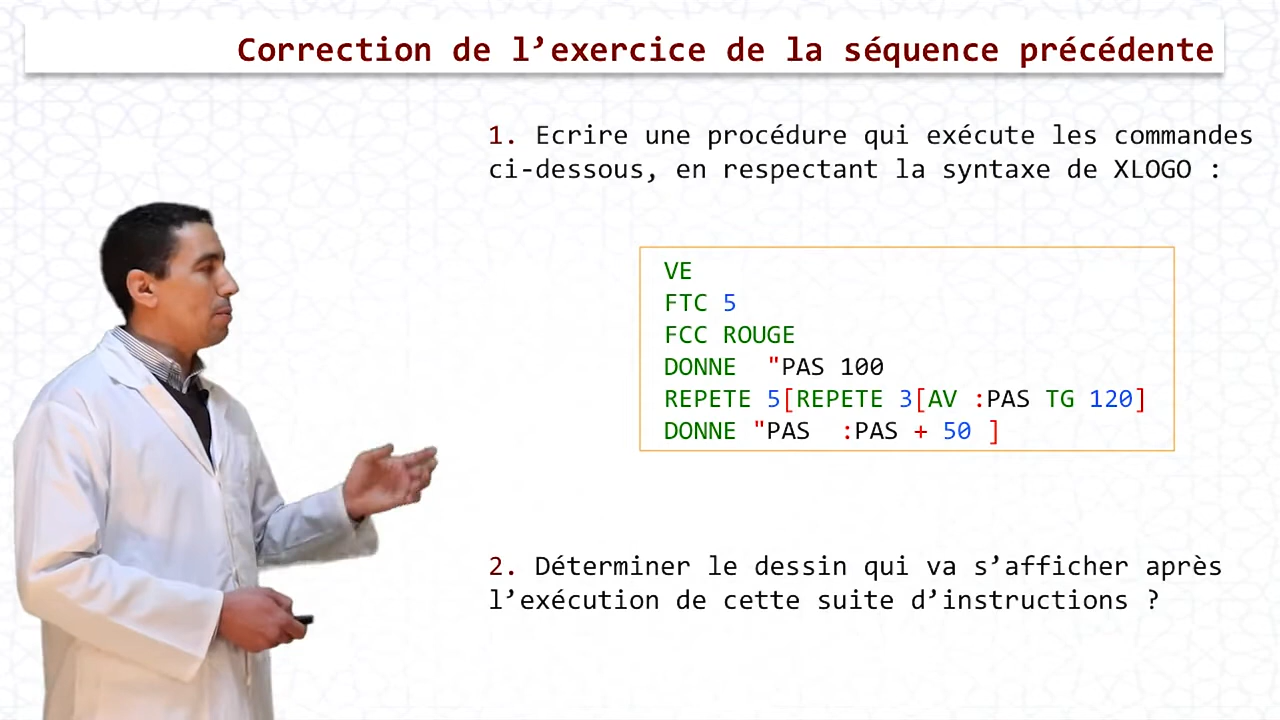 Correction de l’exercice de la séquence précédente
1. Ecrire une procédure qui exécute les commandes
ci-dessous, en respectant la syntaxe de XLOGO :
VE
FTC 5
FCC ROUGE
DONNE "PAS 100
REPETE 5[REPETE 3[AV :PAS TG 120]
DONNE "PAS :PAS + 50 ]
2. Déterminer le dessin qui va s’afficher après
l’exécution de cette suite d’instructions ?